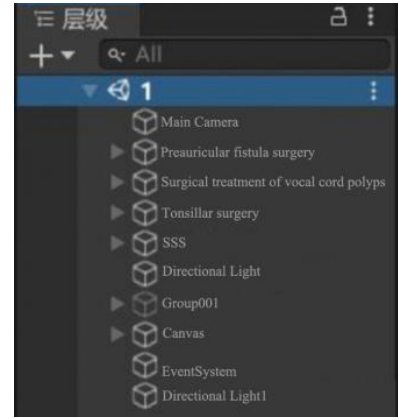 层级
All
1
Main Camera
Preauricular fistula surgery
Surgical treatment of vocal cord polyps
Tonsillar surgery
SSS
Directional Light
Group001
Canvas
EventSystem
Directional Light1